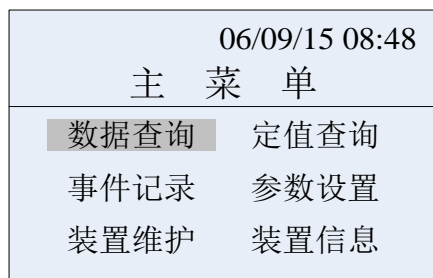 06/09/15 08:48
主 菜 单
数据查询 定值查询
事件记录 参数设置
装置维护 装置信息